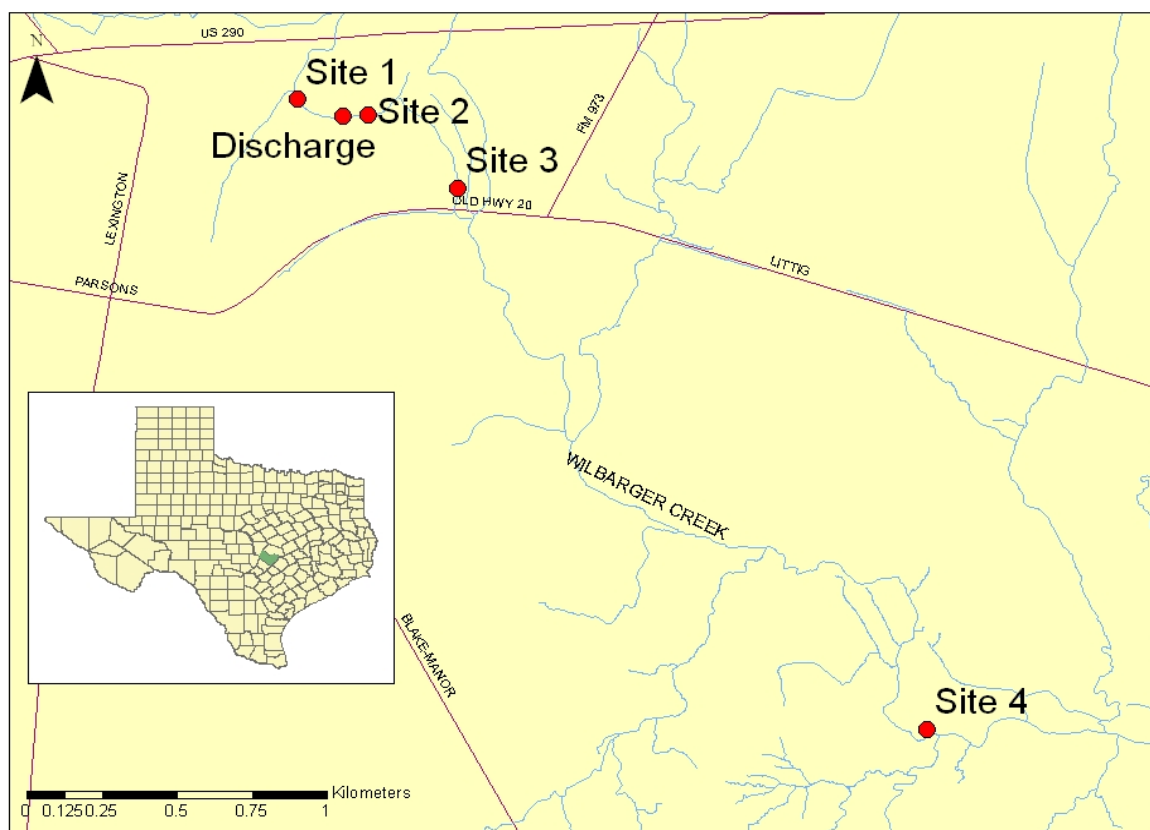 US 290
N
Site 1
Site 2
Discharge
FM 973
Site 3
OLD HWY 20
LEXINGTON
LITTIG
PARSONS
WILBARGER CREEK
BLAKE-MANOR
Site 4
Kilometers
0 0.125 0.25 0.5 0.75 1